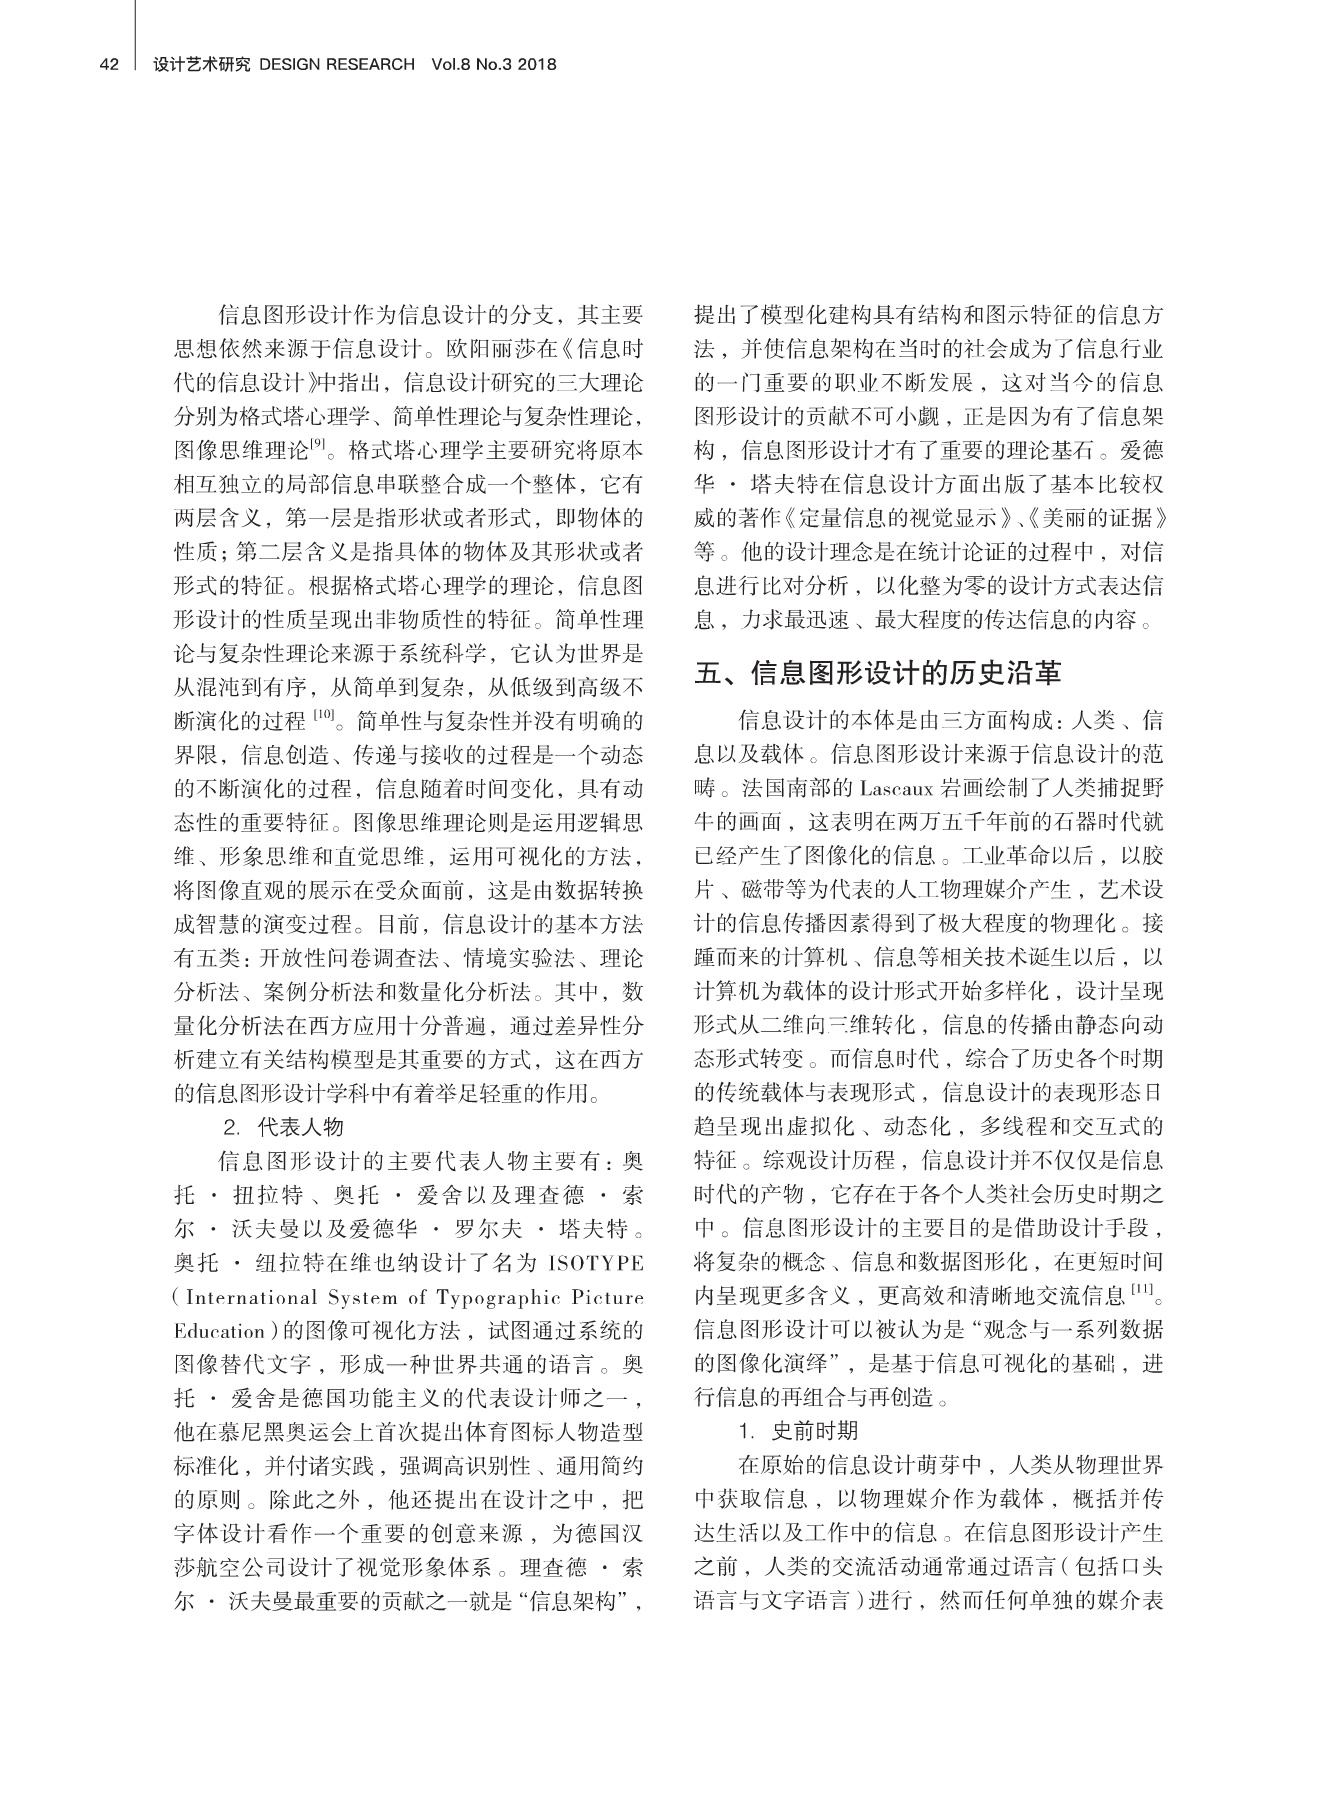 42 设计艺术研究 DESIGN RESEARCH Vol.8 No.3 2018
信息图形设计作为信息设计的分支，其主要
思想依然来源于信息设计。欧阳丽莎在《信息时
代的信息设计》中指出，信息设计研究的三大理论
分别为格式塔心理学、简单性理论与复杂性理论，
图像思维理论[9]。格式塔心理学主要研究将原本
相互独立的局部信息串联整合成一个整体，它有
两层含义，第一层是指形状或者形式，即物体的
性质；第二层含义是指具体的物体及其形状或者
形式的特征。根据格式塔心理学的理论，信息图
形设计的性质呈现出非物质性的特征。简单性理
论与复杂性理论来源于系统科学，它认为世界是
从混沌到有序，从简单到复杂，从低级到高级不
断演化的过程 [10]。简单性与复杂性并没有明确的
界限，信息创造、传递与接收的过程是一个动态
的不断演化的过程，信息随着时间变化，具有动
态性的重要特征。图像思维理论则是运用逻辑思
维、形象思维和直觉思维，运用可视化的方法，
将图像直观的展示在受众面前，这是由数据转换
成智慧的演变过程。目前，信息设计的基本方法
有五类：开放性问卷调查法、情境实验法、理论
分析法、案例分析法和数量化分析法。其中，数
量化分析法在西方应用十分普遍，通过差异性分
析建立有关结构模型是其重要的方式，这在西方
的信息图形设计学科中有着举足轻重的作用。
2. 代表人物
信息图形设计的主要代表人物主要有：奥
托 · 扭拉特、奥托 · 爱舍以及理查德 · 索
尔 · 沃夫曼以及爱德华 · 罗尔夫 · 塔夫特。
奥托 · 纽拉特在维也纳设计了名为 ISOTYPE
（International System of Typographic Picture
Education）的图像可视化方法，试图通过系统的
图像替代文字，形成一种世界共通的语言。奥
托 · 爱舍是德国功能主义的代表设计师之一，
他在慕尼黑奥运会上首次提出体育图标人物造型
标准化，并付诸实践，强调高识别性、通用简约
的原则。除此之外，他还提出在设计之中，把
字体设计看作一个重要的创意来源，为德国汉
莎航空公司设计了视觉形象体系。理查德 · 索
尔 · 沃夫曼最重要的贡献之一就是“信息架构”，
提出了模型化建构具有结构和图示特征的信息方
法，并使信息架构在当时的社会成为了信息行业
的一门重要的职业不断发展，这对当今的信息
图形设计的贡献不可小觑，正是因为有了信息架
构，信息图形设计才有了重要的理论基石。爱德
华 · 塔夫特在信息设计方面出版了基本比较权
威的著作《定量信息的视觉显示》、《美丽的证据》
等。他的设计理念是在统计论证的过程中，对信
息进行比对分析，以化整为零的设计方式表达信
息，力求最迅速、最大程度的传达信息的内容。
五、信息图形设计的历史沿革
信息设计的本体是由三方面构成：人类、信
息以及载体。信息图形设计来源于信息设计的范
畴。法国南部的 Lascaux 岩画绘制了人类捕捉野
牛的画面，这表明在两万五千年前的石器时代就
已经产生了图像化的信息。工业革命以后，以胶
片、磁带等为代表的人工物理媒介产生，艺术设
计的信息传播因素得到了极大程度的物理化。接
踵而来的计算机、信息等相关技术诞生以后，以
计算机为载体的设计形式开始多样化，设计呈现
形式从二维向三维转化，信息的传播由静态向动
态形式转变。而信息时代，综合了历史各个时期
的传统载体与表现形式，信息设计的表现形态日
趋呈现出虚拟化、动态化，多线程和交互式的
特征。综观设计历程，信息设计并不仅仅是信息
时代的产物，它存在于各个人类社会历史时期之
中。信息图形设计的主要目的是借助设计手段，
将复杂的概念、信息和数据图形化，在更短时间
内呈现更多含义，更高效和清晰地交流信息 [11]。
信息图形设计可以被认为是“观念与一系列数据
的图像化演绎”，是基于信息可视化的基础，进
行信息的再组合与再创造。
1. 史前时期
在原始的信息设计萌芽中，人类从物理世界
中获取信息，以物理媒介作为载体，概括并传
达生活以及工作中的信息。在信息图形设计产生
之前，人类的交流活动通常通过语言（包括口头
语言与文字语言）进行，然而任何单独的媒介表